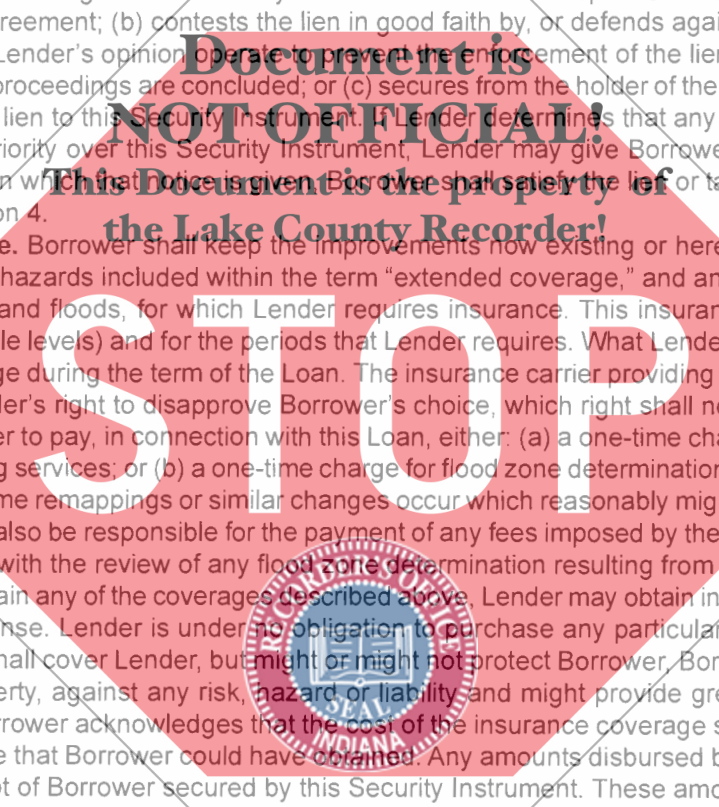 reement; (b) contests the lien in good faith by, or defends agai
Document is
Lender's opinion operate to prevent the enforcement of the lien
proceedings are concluded; or (c) secures from the holder of the
NOT OFFICIAL!
lien to this Security Instrument. If Lender determines that any
iority over this Security Instrument, Lender may give Borrowe
This Document is the property of
n which that notice is given, Borrower shall satisfy the lien or ta
on 4.
the Lake County Recorder!
e. Borrower shall keep the improvements now existing or here
hazards included within the term “extended coverage,” and an
and floods, for which Lender requires insurance. This insuran
le levels) and for the periods that Lender requires. What Lende
STOP
ge during the term of the Loan. The insurance carrier providing
ler's right to disapprove Borrower's choice, which right shall no
er to pay, in connection with this Loan, either: (a) a one-time cha
g services; or (b) a one-time charge for flood zone determination
me remappings or similar changes occur which reasonably mig
also be responsible for the payment of any fees imposed by the
with the review of any flood zone determination resulting from
RECORDER'S OFFICE
ain any of the coverages described above, Lender may obtain in
nse. Lender is under no obligation to purchase any particular
hall cover Lender, but might or might not protect Borrower, Bor
erty, against any risk, hazard or liability and might provide gre
SEAL
rrower acknowledges that the cost of the insurance coverage s
INDIANA
e that Borrower could have obtained. Any amounts disbursed b
bt of Borrower secured by this Security Instrument. These amo